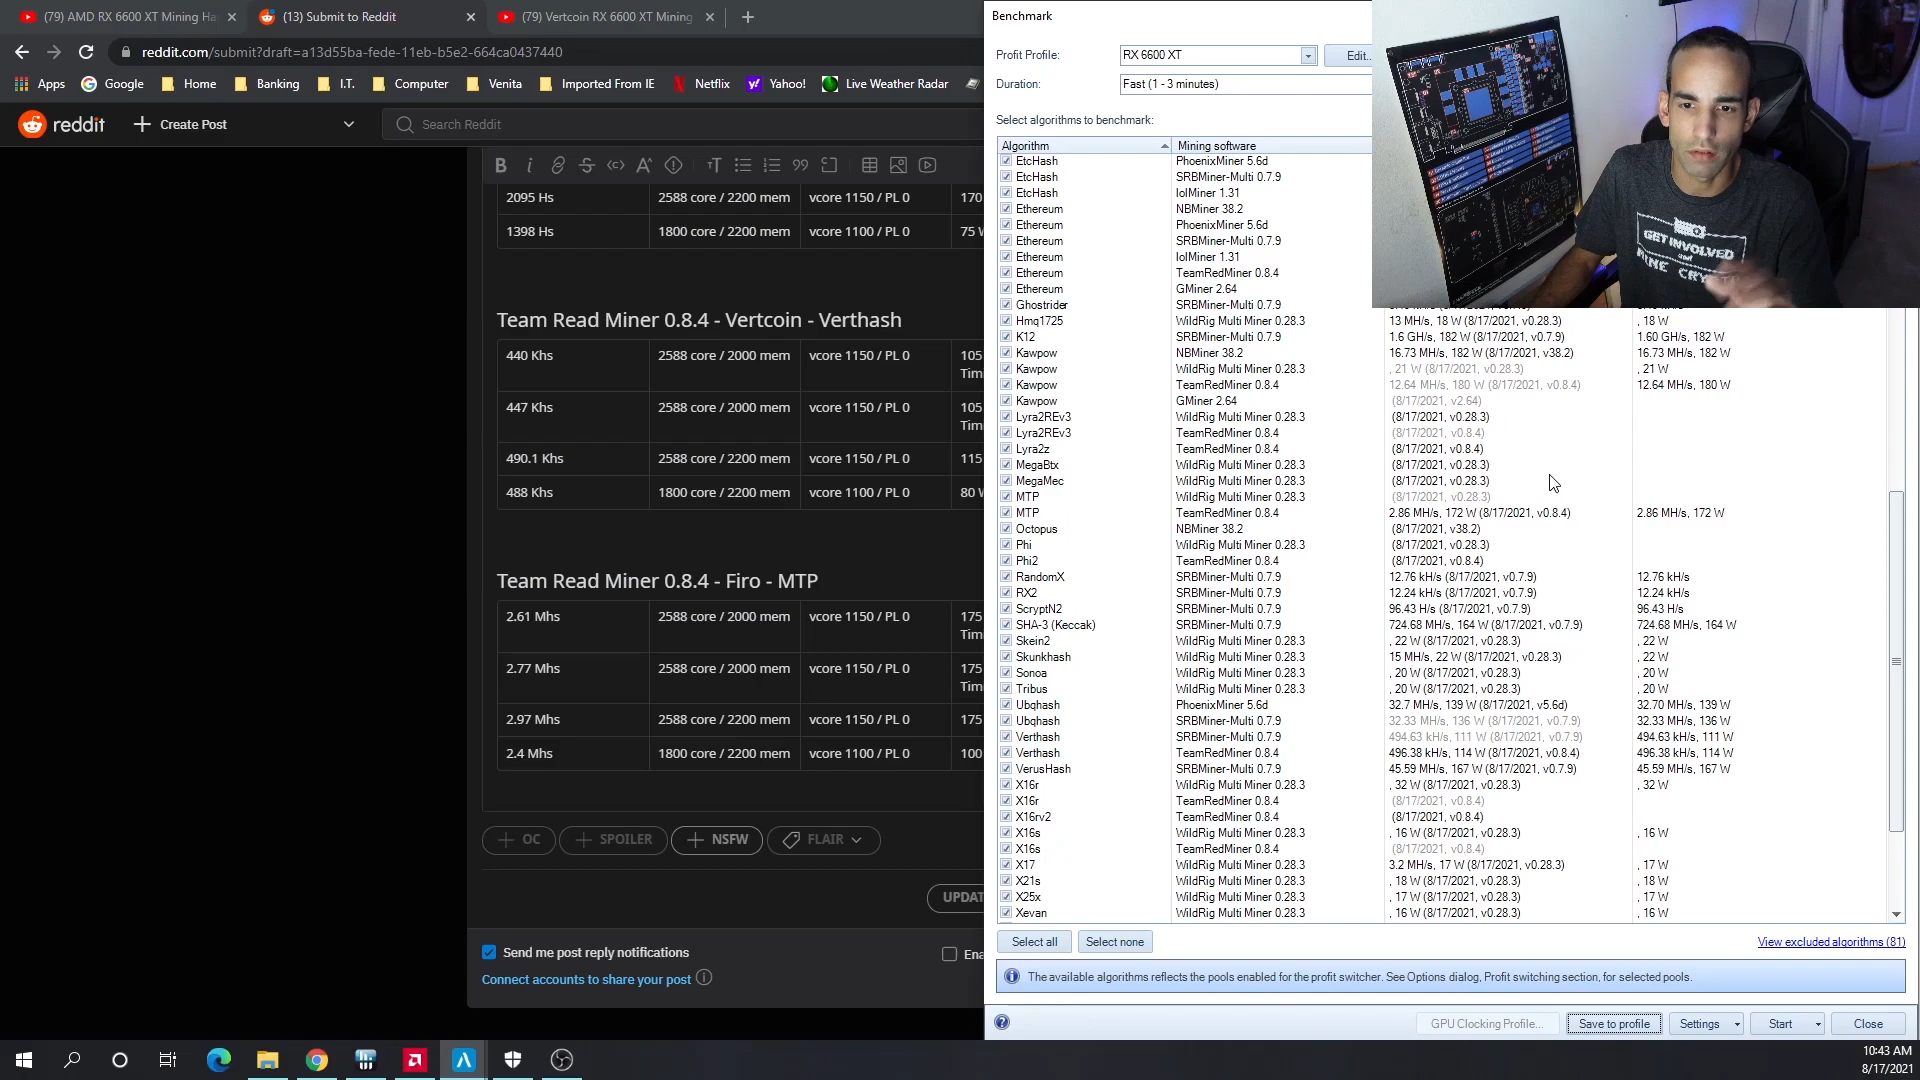 (79) AMD RX 6600 XT Mining Ha
(13) Submit to Reddit
(79) Vertcoin RX 6600 XT Mining
reddit.com/submit?draft=a13d55ba-fede-11eb-b5e2-664ca0437440
Apps Google Home Banking I.T. Computer Venita Imported From IE Netflix Yahoo! Live Weather Radar
reddit Create Post Search Reddit
2095 Hs 2588 core / 2200 mem vcore 1150 / PL 0 170
1398 Hs 1800 core / 2200 mem vcore 1100 / PL 0 75 W
Team Read Miner 0.8.4 - Vertcoin - Verthash
440 Khs 2588 core / 2000 mem vcore 1150 / PL 0 105
Tim
447 Khs 2588 core / 2000 mem vcore 1150 / PL 0 105
Tim
490.1 Khs 2588 core / 2200 mem vcore 1150 / PL 0 115
488 Khs 1800 core / 2200 mem vcore 1100 / PL 0 80 W
Team Read Miner 0.8.4 - Firo - MTP
2.61 Mhs 2588 core / 2000 mem vcore 1150 / PL 0 175
Tim
2.77 Mhs 2588 core / 2000 mem vcore 1150 / PL 0 175
Tim
2.97 Mhs 2588 core / 2200 mem vcore 1150 / PL 0 175
2.4 Mhs 1800 core / 2200 mem vcore 1100 / PL 0 100
OC SPOILER NSFW FLAIR
UPDAT
Send me post reply notifications
Ena
Connect accounts to share your post
Benchmark
Profit Profile: RX 6600 XT Edit..
Duration: Fast (1 - 3 minutes)
Select algorithms to benchmark:
Algorithm Mining software
EtcHash PhoenixMiner 5.6d
EtcHash SRBMiner-Multi 0.7.9
EtcHash lolMiner 1.31
Ethereum NBMiner 38.2
Ethereum PhoenixMiner 5.6d
Ethereum SRBMiner-Multi 0.7.9
Ethereum lolMiner 1.31
Ethereum TeamRedMiner 0.8.4
Ethereum GMiner 2.64
Ghostrider SRBMiner-Multi 0.7.9
Hmq1725 WildRig Multi Miner 0.28.3 13 MH/s, 18 W (8/17/2021, v0.28.3) , 18 W
K12 SRBMiner-Multi 0.7.9 1.6 GH/s, 182 W (8/17/2021, v0.7.9) 1.60 GH/s, 182 W
Kawpow NBMiner 38.2 16.73 MH/s, 182 W (8/17/2021, v38.2) 16.73 MH/s, 182 W
Kawpow WildRig Multi Miner 0.28.3 , 21 W (8/17/2021, v0.28.3) , 21 W
Kawpow TeamRedMiner 0.8.4 12.64 MH/s, 180 W (8/17/2021, v0.8.4) 12.64 MH/s, 180 W
Kawpow GMiner 2.64 (8/17/2021, v2.64)
Lyra2REv3 WildRig Multi Miner 0.28.3 (8/17/2021, v0.28.3)
Lyra2REv3 TeamRedMiner 0.8.4 (8/17/2021, v0.8.4)
Lyra2z TeamRedMiner 0.8.4 (8/17/2021, v0.8.4)
MegaBtx WildRig Multi Miner 0.28.3 (8/17/2021, v0.28.3)
MegaMec WildRig Multi Miner 0.28.3 (8/17/2021, v0.28.3)
MTP WildRig Multi Miner 0.28.3 (8/17/2021, v0.28.3)
MTP TeamRedMiner 0.8.4 2.86 MH/s, 172 W (8/17/2021, v0.8.4) 2.86 MH/s, 172 W
Octopus NBMiner 38.2 (8/17/2021, v38.2)
Phi WildRig Multi Miner 0.28.3 (8/17/2021, v0.28.3)
Phi2 TeamRedMiner 0.8.4 (8/17/2021, v0.8.4)
RandomX SRBMiner-Multi 0.7.9 12.76 kH/s (8/17/2021, v0.7.9) 12.76 kH/s
RX2 SRBMiner-Multi 0.7.9 12.24 kH/s (8/17/2021, v0.7.9) 12.24 kH/s
ScryptN2 SRBMiner-Multi 0.7.9 96.43 H/s (8/17/2021, v0.7.9) 96.43 H/s
SHA-3 (Keccak) SRBMiner-Multi 0.7.9 724.68 MH/s, 164 W (8/17/2021, v0.7.9) 724.68 MH/s, 164 W
Skein2 WildRig Multi Miner 0.28.3 , 22 W (8/17/2021, v0.28.3) , 22 W
Skunkhash WildRig Multi Miner 0.28.3 15 MH/s, 22 W (8/17/2021, v0.28.3) , 22 W
Sonoa WildRig Multi Miner 0.28.3 , 20 W (8/17/2021, v0.28.3) , 20 W
Tribus WildRig Multi Miner 0.28.3 , 20 W (8/17/2021, v0.28.3) , 20 W
Ubqhash PhoenixMiner 5.6d 32.7 MH/s, 139 W (8/17/2021, v5.6d) 32.70 MH/s, 139 W
Ubqhash SRBMiner-Multi 0.7.9 32.33 MH/s, 136 W (8/17/2021, v0.7.9) 32.33 MH/s, 136 W
Verthash SRBMiner-Multi 0.7.9 494.63 kH/s, 111 W (8/17/2021, v0.7.9) 494.63 kH/s, 111 W
Verthash TeamRedMiner 0.8.4 496.38 kH/s, 114 W (8/17/2021, v0.8.4) 496.38 kH/s, 114 W
VerusHash SRBMiner-Multi 0.7.9 45.59 MH/s, 167 W (8/17/2021, v0.7.9) 45.59 MH/s, 167 W
X16r WildRig Multi Miner 0.28.3 , 32 W (8/17/2021, v0.28.3) , 32 W
X16r TeamRedMiner 0.8.4 (8/17/2021, v0.8.4)
X16rv2 TeamRedMiner 0.8.4 (8/17/2021, v0.8.4)
X16s WildRig Multi Miner 0.28.3 , 16 W (8/17/2021, v0.28.3) , 16 W
X16s TeamRedMiner 0.8.4 (8/17/2021, v0.8.4)
X17 WildRig Multi Miner 0.28.3 3.2 MH/s, 17 W (8/17/2021, v0.28.3) , 17 W
X21s WildRig Multi Miner 0.28.3 , 18 W (8/17/2021, v0.28.3) , 18 W
X25x WildRig Multi Miner 0.28.3 , 17 W (8/17/2021, v0.28.3) , 17 W
Xevan WildRig Multi Miner 0.28.3 , 16 W (8/17/2021, v0.28.3) , 16 W
Select all Select none View excluded algorithms (81)
The available algorithms reflects the pools enabled for the profit switcher. See Options dialog, Profit switching section, for selected pools.
GPU Clocking Profile... Save to profile Settings Start Close
GET INVOLVED
and
MINE CRY
10:43 AM
8/17/2021